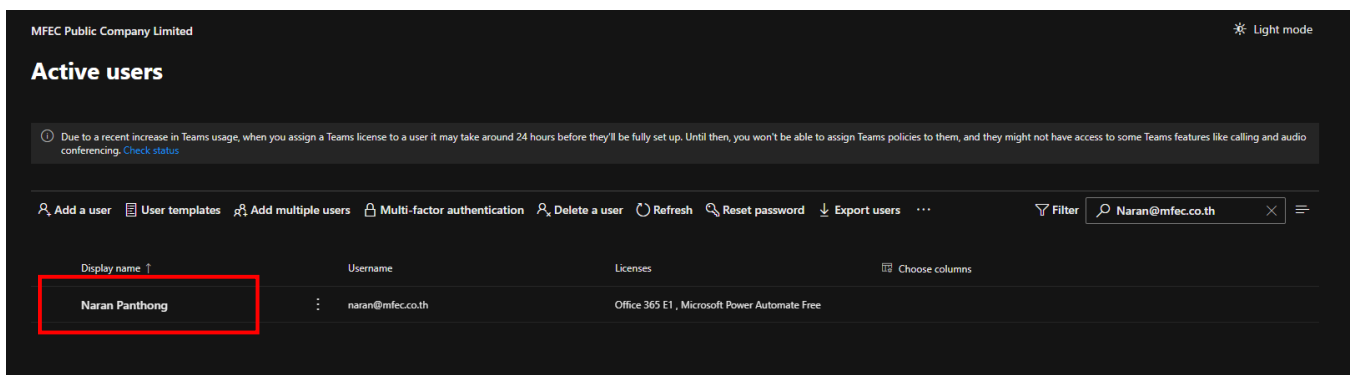 MFEC Public Company Limited
Light mode
Active users
Due to a recent increase in Teams usage, when you assign a Teams license to a user it may take around 24 hours before they'll be fully set up. Until then, you won't be able to assign Teams policies to them, and they might not have access to some Teams features like calling and audio
conferencing. Check status
Add a user User templates Add multiple users Multi-factor authentication Delete a user Refresh Reset password Export users ... Filter Naran@mfec.co.th
Display name ↑ Username Licenses Choose columns
Naran Panthong naran@mfec.co.th Office 365 E1 , Microsoft Power Automate Free